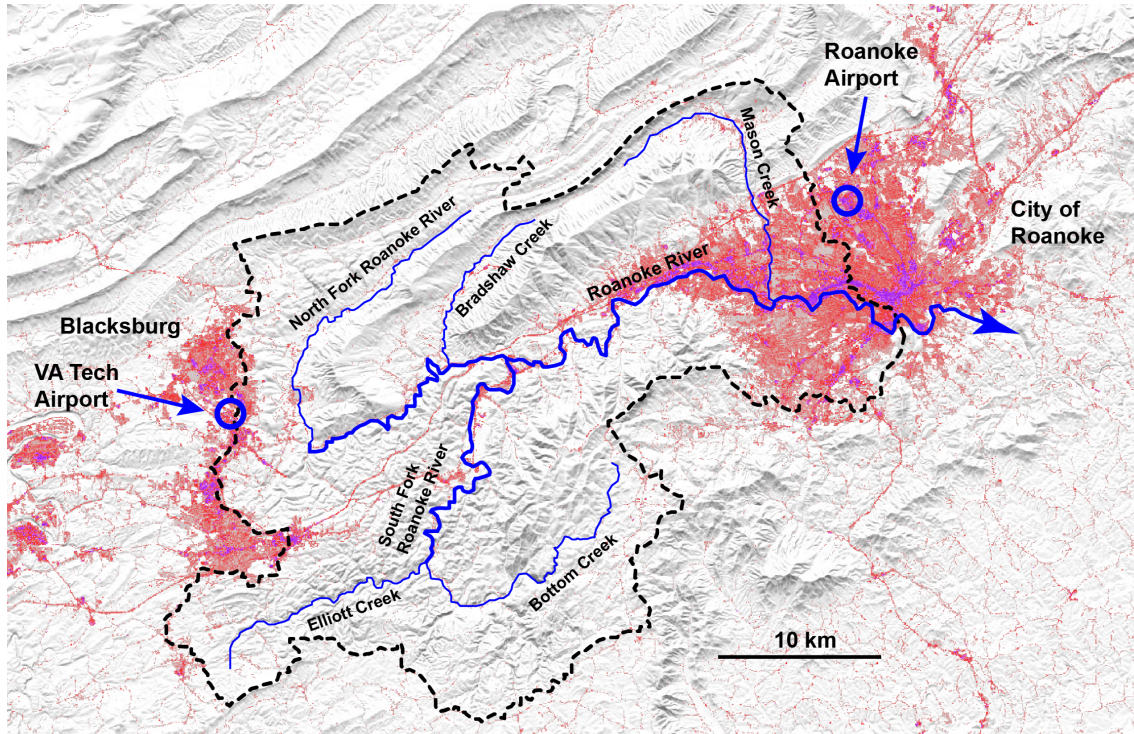 Roanoke
Airport
Mason Creek
City of
Roanoke
North Fork Roanoke River
Bradshaw Creek
Roanoke River
Blacksburg
VA Tech
Airport
South Fork
Roanoke River
Bottom Creek
Elliott Creek
10 km